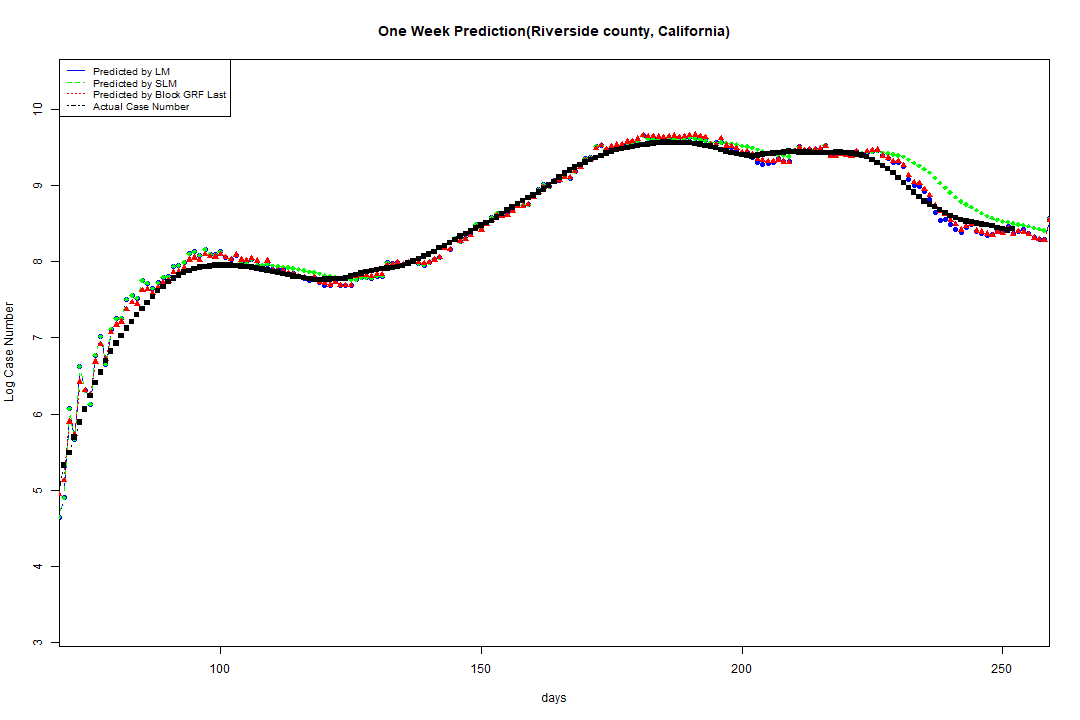 One Week Prediction(Riverside county, California)
Predicted by LM
Predicted by SLM
Predicted by Block GRF Last
Actual Case Number
10
9
8
7
6
5
4
3
Log Case Number
100 150 200 250
days